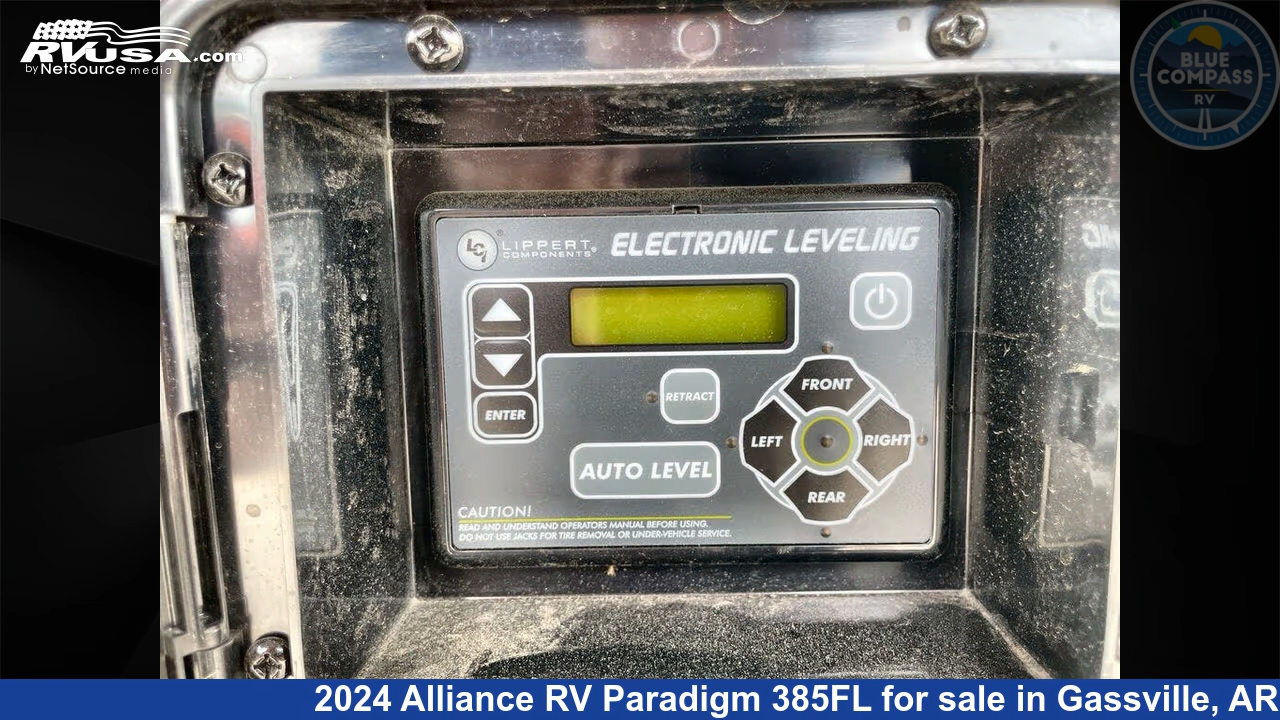 RVUSA.com
by NetSource media
BLUE
COMPASS
RV
LCI® LIPPERT
COMPONENTS®
ELECTRONIC LEVELING
ENTER
RETRACT
AUTO LEVEL
FRONT
LEFT
RIGHT
REAR
CAUTION!
READ AND UNDERSTAND OPERATORS MANUAL BEFORE USING.
DO NOT USE JACKS FOR TIRE REMOVAL OR UNDER-VEHICLE SERVICE.
2024 Alliance RV Paradigm 385FL for sale in Gassville, AR